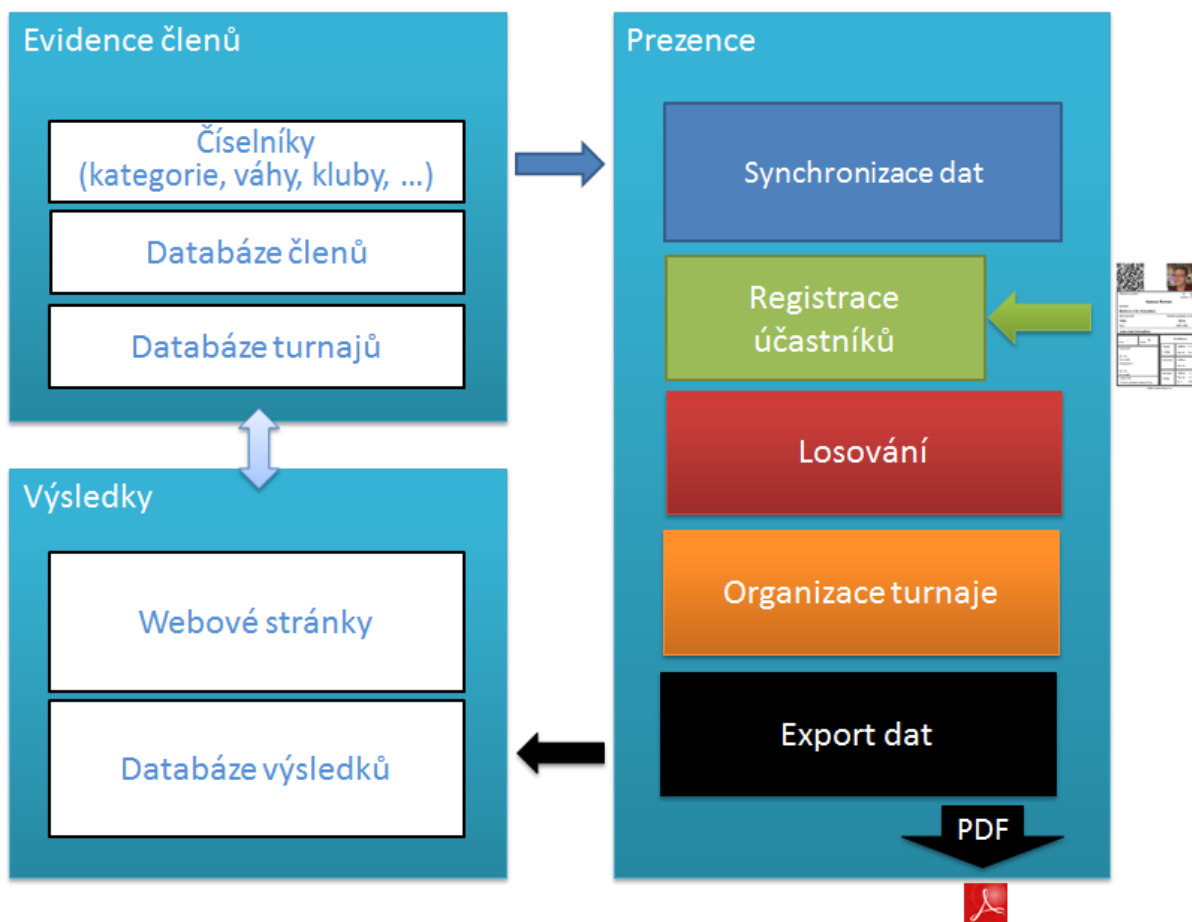 Evidence členů
Číselníky
(kategorie, váhy, kluby, ...)
Databáze členů
Databáze turnajů
Výsledky
Webové stránky
Databáze výsledků
Prezence
Synchronizace dat
Registrace
účastníků
Losování
Organizace turnaje
Export dat
PDF